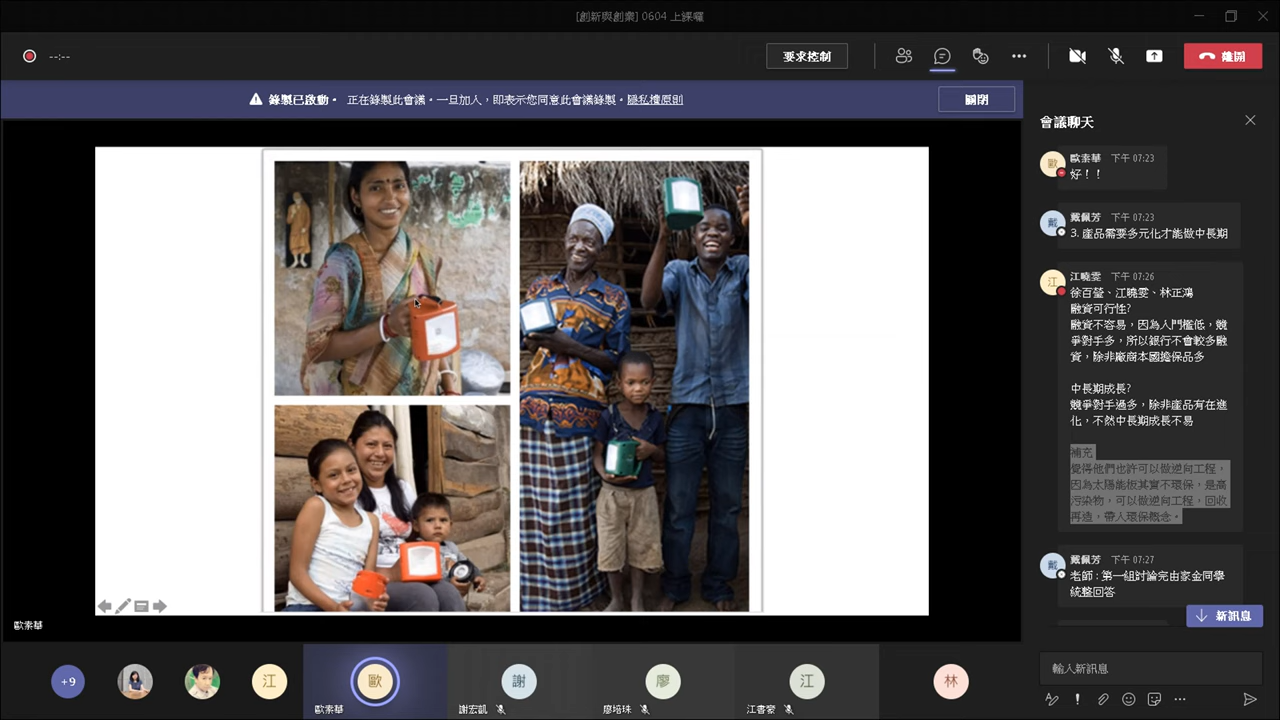 [創新與創業] 0604 上課囉
--:--
要求控制
離開
錄製已啟動。 正在錄製此會議。一旦加入，即表示您同意此會議錄製。隱私權原則
關閉
會議聊天
歐
歐素華 下午 07:23
好！！
戴
戴佩芳 下午 07:23
3. 產品需要多元化才能做中長期
江
江曉雯 下午 07:26
徐百瑩、江曉雯、林正鴻
融資可行性?
融資不容易，因為入門檻低，競
爭對手多，所以銀行不會較多融
資，除非廠商本國擔保品多
中長期成長?
競爭對手過多，除非產品有在進
化，不然中長期成長不易
補充
覺得他們也許可以做逆向工程，
因為太陽能板其實不環保，是高
污染物，可以做逆向工程，回收
再造，帶入環保概念。
戴
戴佩芳 下午 07:27
老師 : 第一組討論完由家金同學
統整回答
新訊息
輸入新訊息
歐素華
+9
江
歐
歐素華
謝
謝宏凱
廖
廖培珠
江
江書豪
林